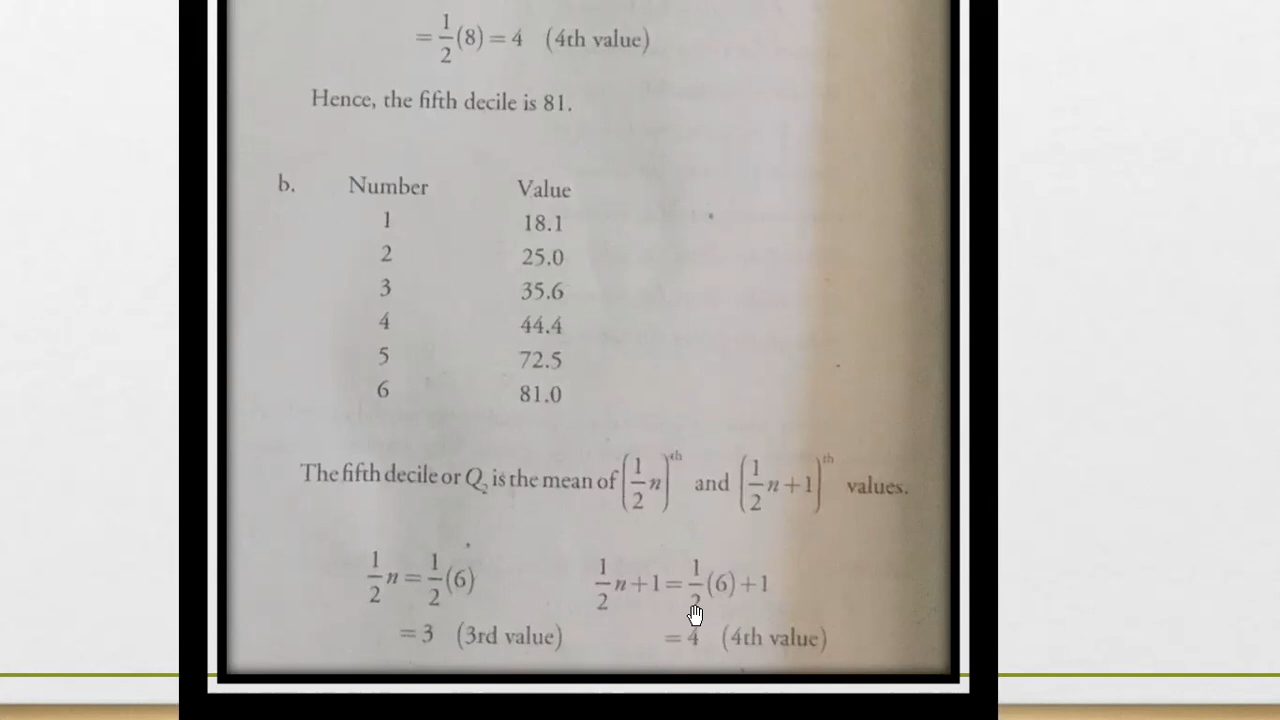 = 1/2 (8) = 4 (4th value)
Hence, the fifth decile is 81.
b. Number Value
1 18.1
2 25.0
3 35.6
4 44.4
5 72.5
6 81.0
The fifth decile or Q₂ is the mean of (1/2 n)ᵗʰ and (1/2 n+1)ᵗʰ values.
1/2 n = 1/2 (6) 1/2 n+1 = 1/2 (6)+1
= 3 (3rd value) = 4 (4th value)